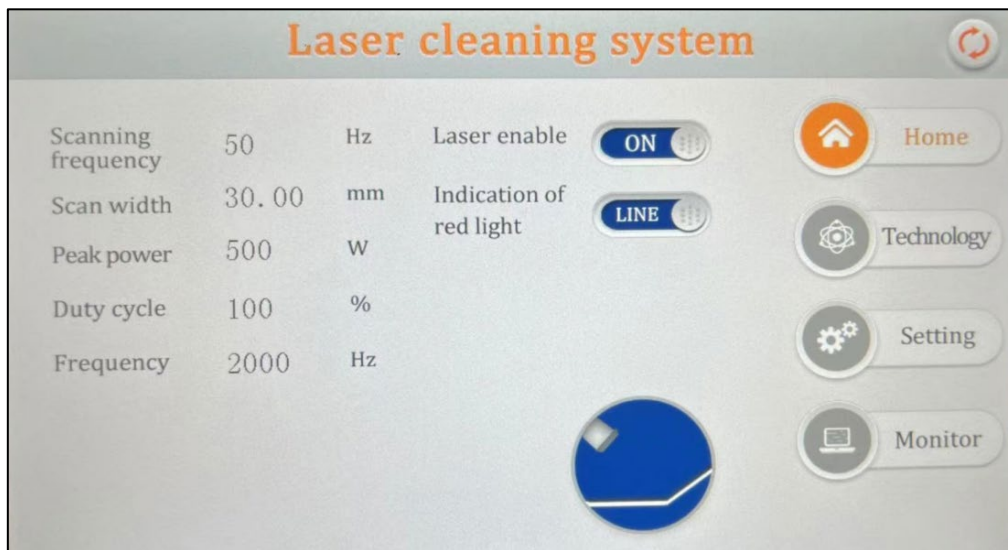 Laser cleaning system
Scanning
frequency
50
Hz
Laser enable
ON
Home
Scan width
30.00
mm
Indication of
red light
LINE
Technology
Peak power
500
W
Duty cycle
100
%
Setting
Frequency
2000
Hz
Monitor